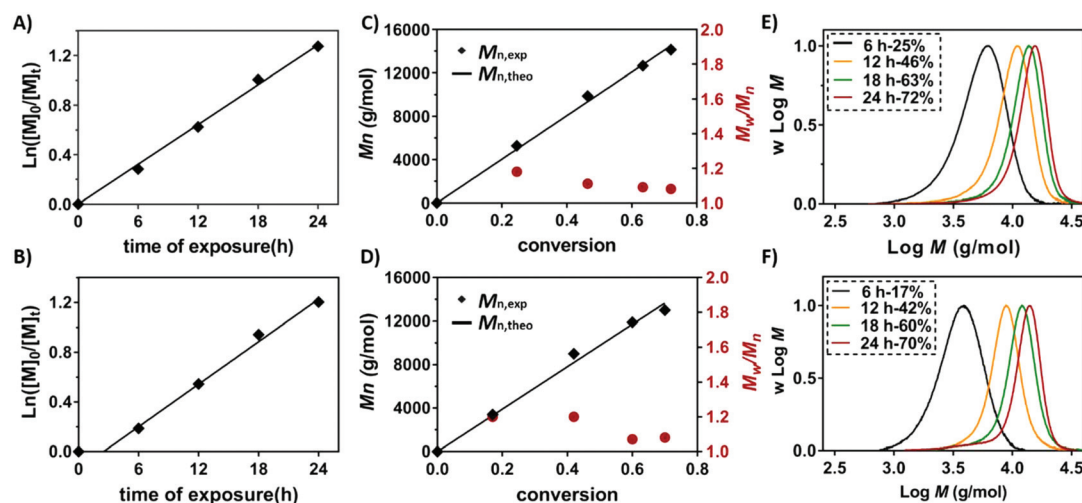 A)
Ln([M]0/[M]t)
1.2
0.8
0.4
0.0
0
6
12
18
24
time of exposure(h)
C)
Mn (g/mol)
16000
12000
8000
4000
0
Mn,exp
Mn,theo
2.0
1.8
1.6
1.4
1.2
1.0
Mw/Mn
0.0
0.2
0.4
0.6
0.8
conversion
E)
w Log M
1.0
0.5
0.0
6 h-25%
12 h-46%
18 h-63%
24 h-72%
2.5
3.0
3.5
4.0
4.5
Log M (g/mol)
B)
Ln([M]0/[M]t)
1.2
0.8
0.4
0.0
0
6
12
18
24
time of exposure(h)
D)
Mn (g/mol)
16000
12000
8000
4000
0
Mn,exp
Mn,theo
2.0
1.8
1.6
1.4
1.2
1.0
Mw/Mn
0.0
0.2
0.4
0.6
0.8
conversion
F)
w Log M
1.0
0.5
0.0
6 h-17%
12 h-42%
18 h-60%
24 h-70%
2.5
3.0
3.5
4.0
4.5
Log M (g/mol)